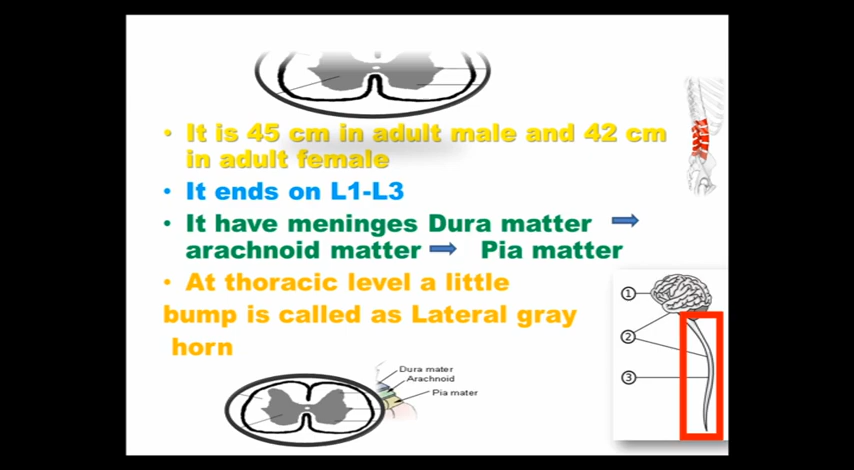 • It is 45 cm in adult male and 42 cm
in adult female
• It ends on L1-L3
• It have meninges Dura matter
arachnoid matter Pia matter
• At thoracic level a little
bump is called as Lateral gray
horn
Dura mater
Arachnoid
Pia mater
1
2
3